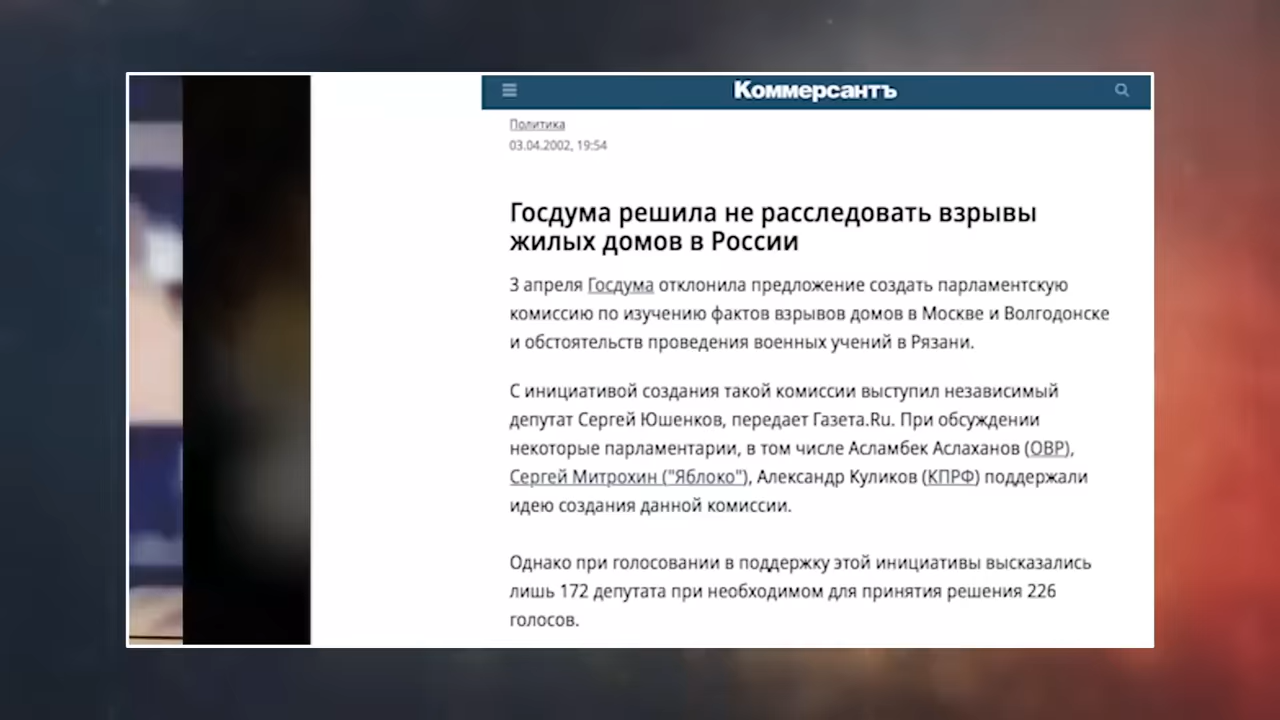 Коммерсантъ
Политика
03.04.2002, 19:54
Госдума решила не расследовать взрывы
жилых домов в России
3 апреля Госдума отклонила предложение создать парламентскую
комиссию по изучению фактов взрывов домов в Москве и Волгодонске
и обстоятельств проведения военных учений в Рязани.
С инициативой создания такой комиссии выступил независимый
депутат Сергей Юшенков, передает Газета.Ru. При обсуждении
некоторые парламентарии, в том числе Асламбек Аслаханов (ОВР),
Сергей Митрохин ("Яблоко"), Александр Куликов (КПРФ) поддержали
идею создания данной комиссии.
Однако при голосовании в поддержку этой инициативы высказались
лишь 172 депутата при необходимом для принятия решения 226
голосов.